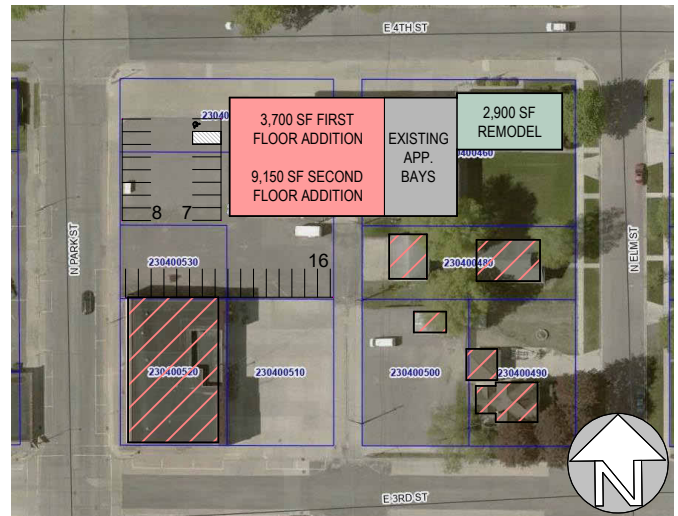 E 4TH ST
3,700 SF FIRST
FLOOR ADDITION
9,150 SF SECOND
FLOOR ADDITION
EXISTING
APP.
BAYS
2,900 SF
REMODEL
230400460
8
7
N PARK ST
N ELM ST
230400530
16
230400480
230400520
230400510
230400500
230400490
N
E 3RD ST